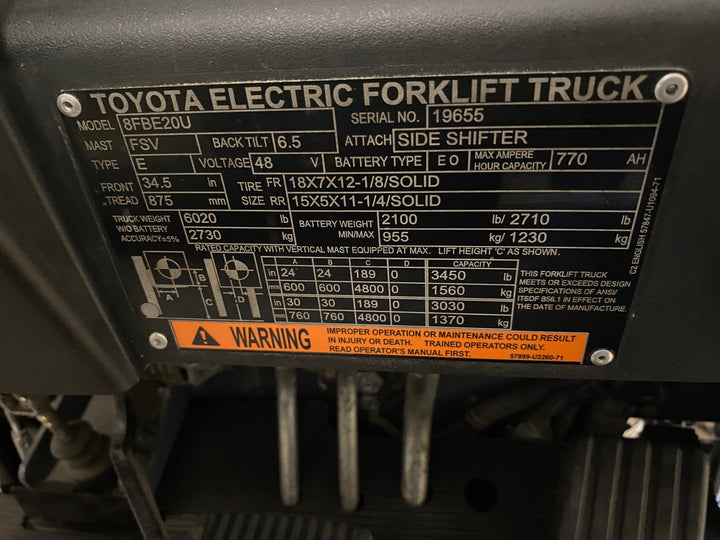 TOYOTA ELECTRIC FORKLIFT TRUCK
MODEL 8FBE20U SERIAL NO. 19655
MAST FSV BACK TILT 6.5 ATTACH SIDE SHIFTER
TYPE E VOLTAGE 48 V BATTERY TYPE E O MAX AMPERE HOUR CAPACITY 770 AH
FRONT TREAD 34.5 in TIRE SIZE FR 18X7X12-1/8/SOLID
875 mm RR 15X5X11-1/4/SOLID
TRUCK WEIGHT W/O BATTERY ACCURACY±5% 6020 lb BATTERY WEIGHT MIN/MAX 2100 lb/ 2710
2730 kg 955 kg/ 1230
RATED CAPACITY WITH VERTICAL MAST EQUIPPED AT MAX. LIFT HEIGHT 'C' AS SHOWN.
A B C D CAPACITY
in 24 24 189 0 3450 lb
mm 600 600 4800 0 1560 kg
in 30 30 189 0 3030 lb
mm 760 760 4800 0 1370 kg
A B C D
THIS FORKLIFT TRUCK
MEETS OR EXCEEDS DESIGN
SPECIFICATIONS OF ANSI/
ITSDF B56.1 IN EFFECT ON
THE DATE OF MANUFACTURE.
C2 ENGLISH 57847-U1094-71
WARNING
IMPROPER OPERATION OR MAINTENANCE COULD RESULT
IN INJURY OR DEATH. TRAINED OPERATORS ONLY.
READ OPERATOR'S MANUAL FIRST.
57899-U2260-71